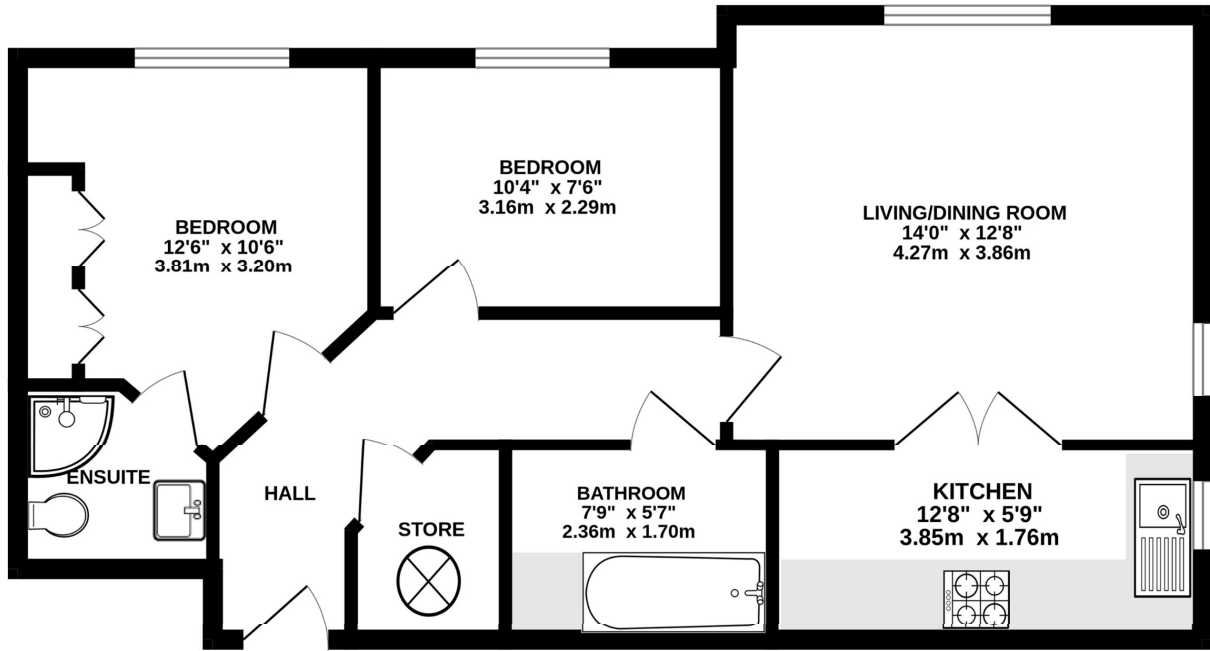 BEDROOM
12'6" x 10'6"
3.81m x 3.20m
BEDROOM
10'4" x 7'6"
3.16m x 2.29m
LIVING/DINING ROOM
14'0" x 12'8"
4.27m x 3.86m
ENSUITE
HALL
STORE
BATHROOM
7'9" x 5'7"
2.36m x 1.70m
KITCHEN
12'8" x 5'9"
3.85m x 1.76m